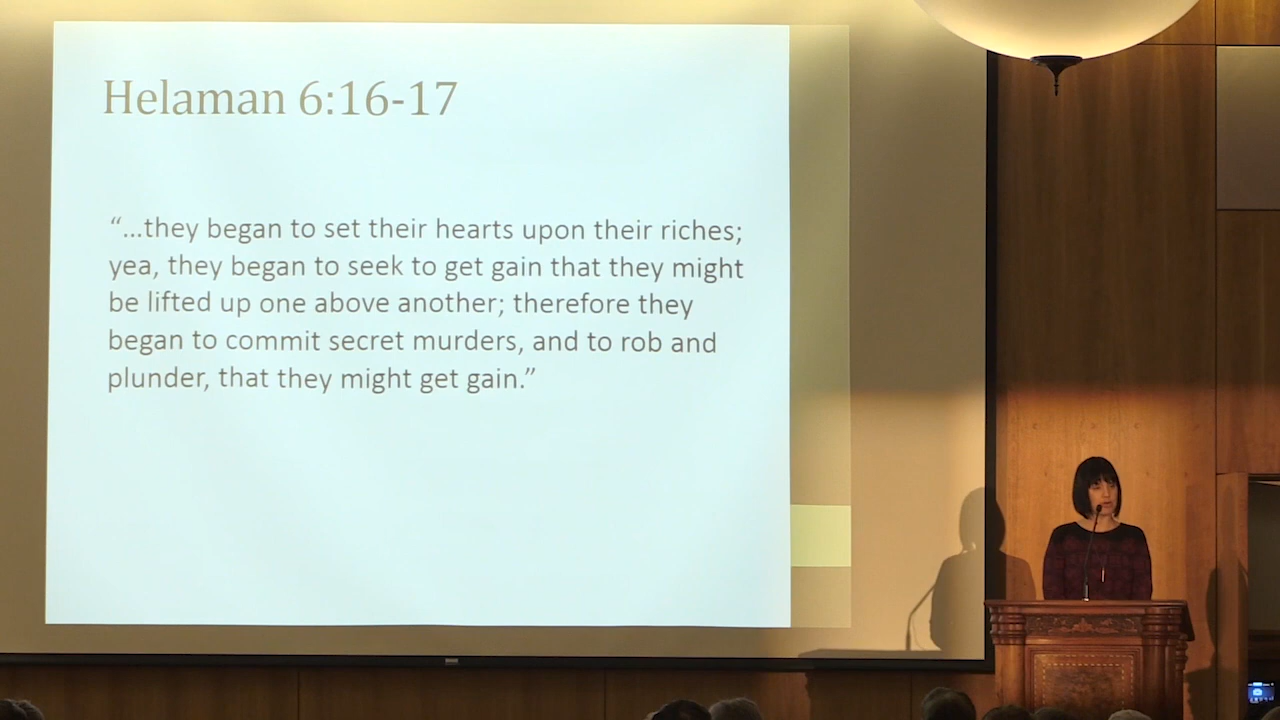 Helaman 6:16-17
“...they began to set their hearts upon their riches;
yea, they began to seek to get gain that they might
be lifted up one above another; therefore they
began to commit secret murders, and to rob and
plunder, that they might get gain.”